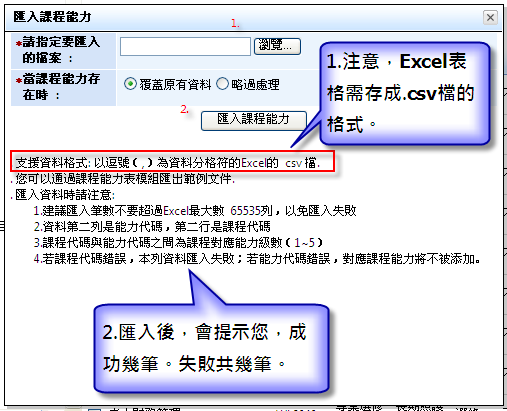 匯入課程能力
1.
*請指定要匯入
的檔案：
瀏覽...
*當課程能力存
在時：
覆蓋原有資料 略過處理
2.
匯入課程能力
1.注意，Excel表
格需存成.csv檔的
格式。
支援資料格式: 以逗號( , )為資料分格符的Excel的 csv 檔.
. 您可以通過課程能力表模組匯出範例文件.
. 匯入資料時請注意:
1.建議匯入筆數不要超過Excel最大數 65535列，以免匯入失敗
2.資料第二列是能力代碼，第二行是課程代碼
3.課程代碼與能力代碼之間為課程對應能力級數（1~5）
4.若課程代碼錯誤，本列資料匯入失敗；若能力代碼錯誤，對應課程能力將不被添加。
2.匯入後，會提示您，成
功幾筆。失敗共幾筆。